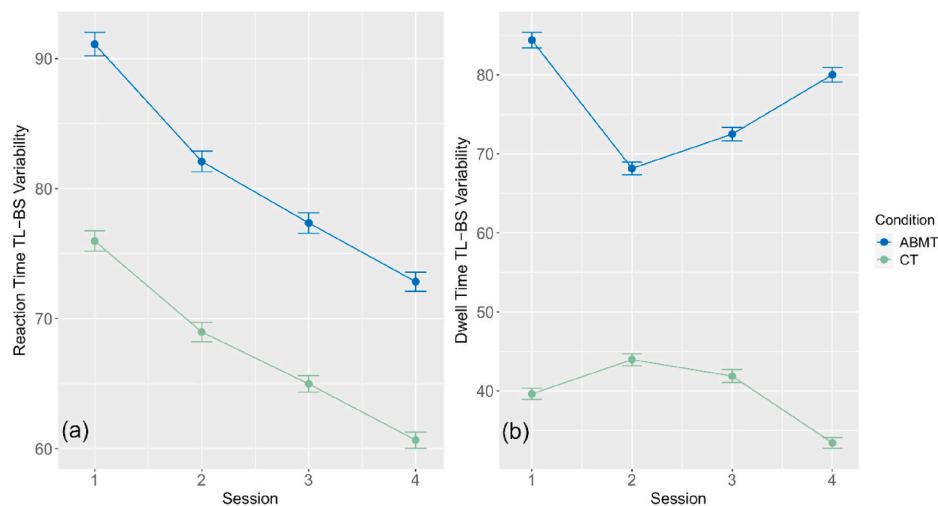 Reaction Time TL−BS Variability
90
80
70
60
(a)
1 2 3 4
Session
Dwell Time TL−BS Variability
80
70
60
50
40
(b)
1 2 3 4
Session
Condition
ABMT
CT